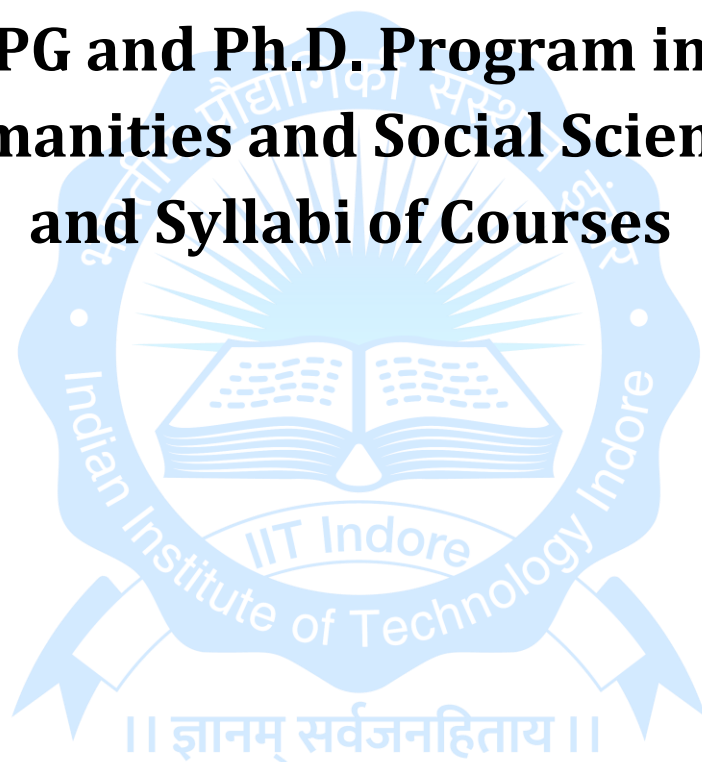 PG and Ph.D. Program in
manities and Social Scien
and Syllabi of Courses
भारतीय प्रौद्योगिकी संस्थान इंदौर
Indian Institute of Technology Indore
IIT Indore
।। ज्ञानम् सर्वजनहिताय ।।